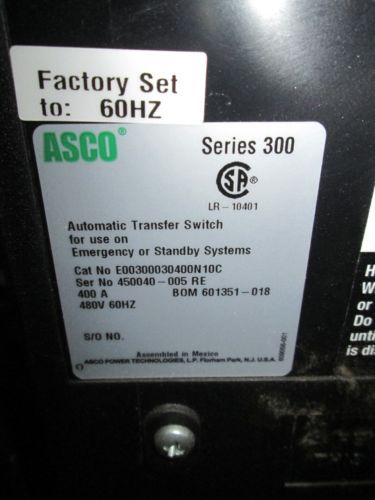 Factory Set
to: 60HZ
ASCO®
Series 300
CSA®
LR-10401
Automatic Transfer Switch
for use on
Emergency or Standby Systems
Cat No E00300030400N10C
Ser No 450040-005 RE
400 A BOM 601351-018
480V 60HZ
S/O NO.
Assembled in Mexico
ASCO POWER TECHNOLOGIES, L.P. Florham Park, N.J. U.S.A.
H
W
or
Do
unti
is di